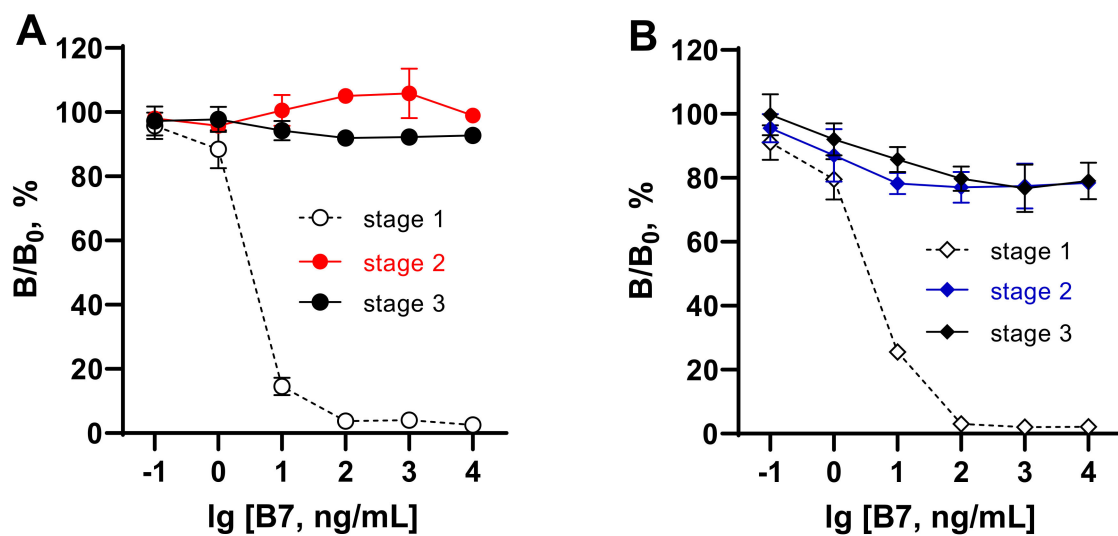 A
120
100
80
60
40
20
0
B/B0, %
stage 1
stage 2
stage 3
-1 0 1 2 3 4
lg [B7, ng/mL]
B
120
100
80
60
40
20
0
B/B0, %
stage 1
stage 2
stage 3
-1 0 1 2 3 4
lg [B7, ng/mL]